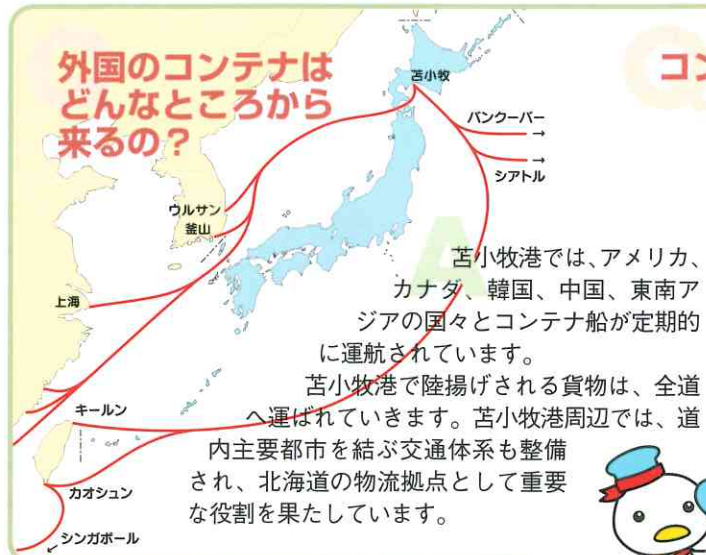 外国のコンテナは
どんなところから
来るの？
コン
苫小牧
バンクーバー
→
→
シアトル
ウルサン
釜山
上海
キールン
カオシュン
シンガポール
A
苫小牧港では、アメリカ、
カナダ、韓国、中国、東南ア
ジアの国々とコンテナ船が定期的
に運航されています。
苫小牧港で陸揚げされる貨物は、全道
へ運ばれていきます。苫小牧港周辺では、道
内主要都市を結ぶ交通体系も整備
され、北海道の物流拠点として重要
な役割を果たしています。